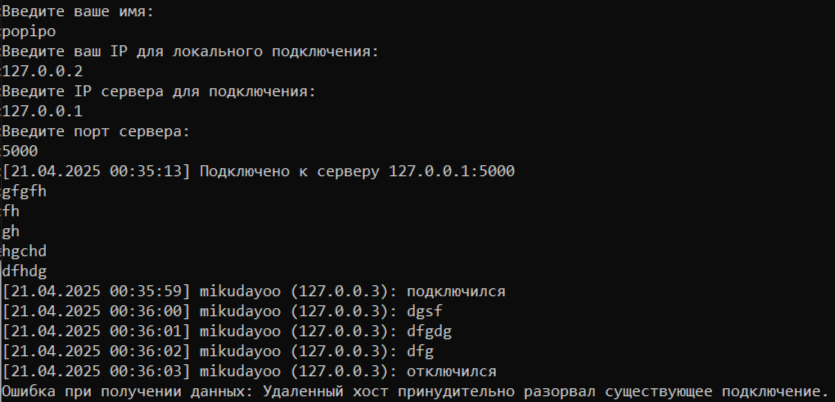 Введите ваше имя:
popipo
Введите ваш IP для локального подключения:
127.0.0.2
Введите IP сервера для подключения:
127.0.0.1
Введите порт сервера:
5000
[21.04.2025 00:35:13] Подключено к серверу 127.0.0.1:5000
gfgfh
fh
gh
hgchd
dfhdg
[21.04.2025 00:35:59] mikudayoo (127.0.0.3): подключился
[21.04.2025 00:36:00] mikudayoo (127.0.0.3): dgsf
[21.04.2025 00:36:01] mikudayoo (127.0.0.3): dfgdg
[21.04.2025 00:36:02] mikudayoo (127.0.0.3): dfg
[21.04.2025 00:36:03] mikudayoo (127.0.0.3): отключился
Ошибка при получении данных: Удаленный хост принудительно разорвал существующее подключение.